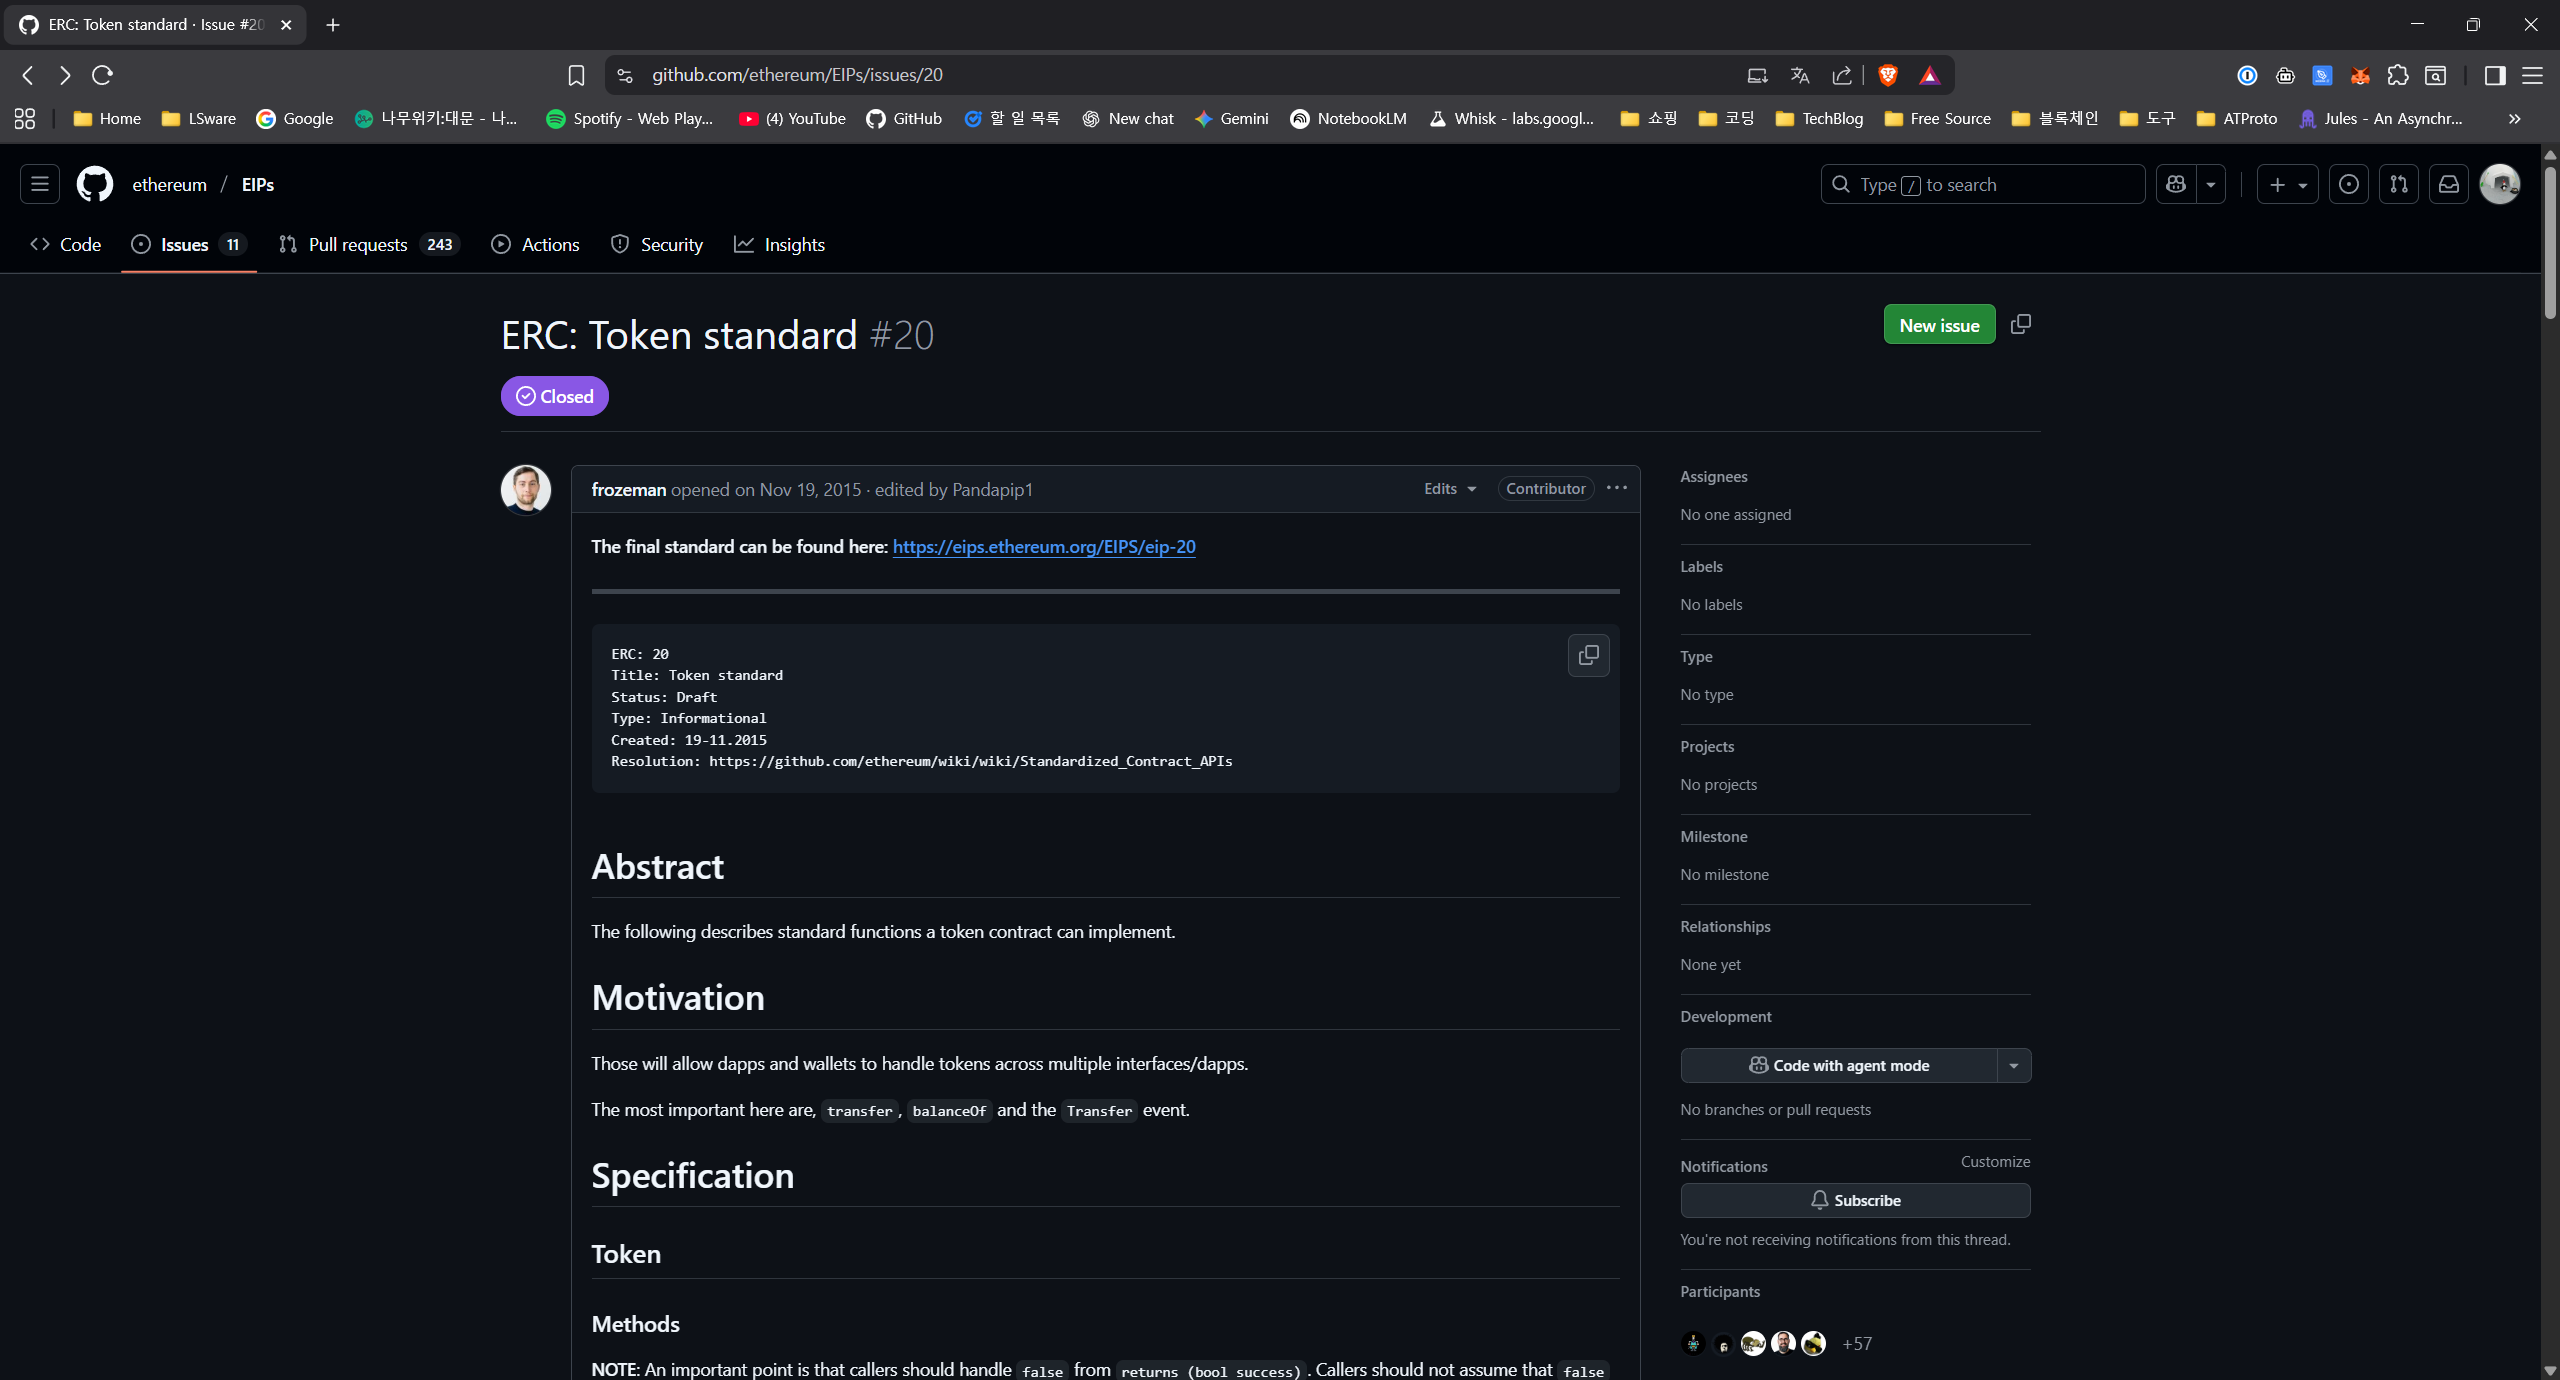 ERC: Token standard · Issue #20
github.com/ethereum/EIPs/issues/20
Home LSware Google 나무위키:대문 - 나... Spotify - Web Play... (4) YouTube GitHub 할 일 목록 New chat Gemini NotebookLM Whisk - labs.googl... 쇼핑 코딩 TechBlog Free Source 블록체인 도구 ATProto Jules - An Asynchr...
ethereum / EIPs
Type / to search
Code Issues 11 Pull requests 243 Actions Security Insights
ERC: Token standard #20
New issue
Closed
frozeman opened on Nov 19, 2015 · edited by Pandapip1
Edits Contributor
The final standard can be found here: https://eips.ethereum.org/EIPS/eip-20
ERC: 20
Title: Token standard
Status: Draft
Type: Informational
Created: 19-11.2015
Resolution: https://github.com/ethereum/wiki/wiki/Standardized_Contract_APIs
Abstract
The following describes standard functions a token contract can implement.
Motivation
Those will allow dapps and wallets to handle tokens across multiple interfaces/dapps.
The most important here are, transfer, balanceOf and the Transfer event.
Specification
Token
Methods
NOTE: An important point is that callers should handle false from returns (bool success). Callers should not assume that false
Assignees
No one assigned
Labels
No labels
Type
No type
Projects
No projects
Milestone
No milestone
Relationships
None yet
Development
Code with agent mode
No branches or pull requests
Notifications
Customize
Subscribe
You're not receiving notifications from this thread.
Participants
+57